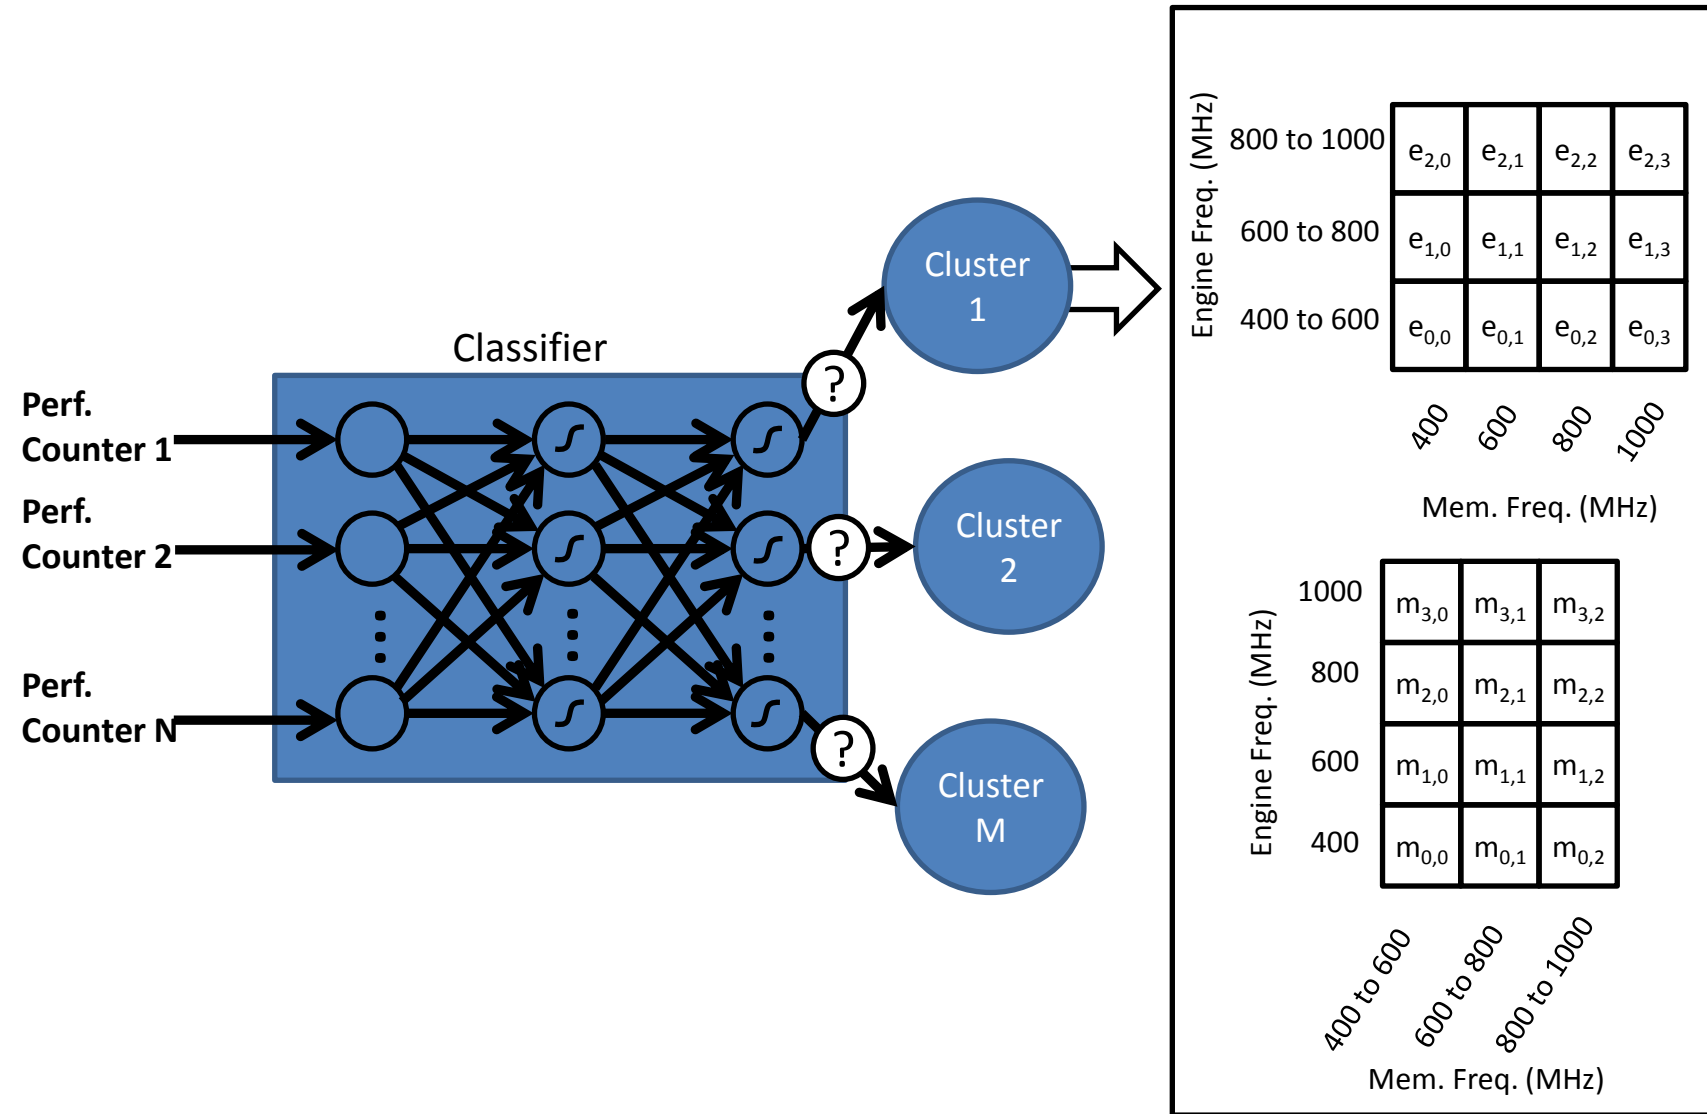 Classifier
Perf.
Counter 1
Perf.
Counter 2
Perf.
Counter N
?
?
?
Cluster
1
Cluster
2
Cluster
M
Engine Freq. (MHz)
800 to 1000
e2,0 e2,1 e2,2 e2,3
600 to 800
e1,0 e1,1 e1,2 e1,3
400 to 600
e0,0 e0,1 e0,2 e0,3
400 600 800 1000
Mem. Freq. (MHz)
Engine Freq. (MHz)
1000
m3,0 m3,1 m3,2
800
m2,0 m2,1 m2,2
600
m1,0 m1,1 m1,2
400
m0,0 m0,1 m0,2
400 to 600
600 to 800
800 to 1000
Mem. Freq. (MHz)